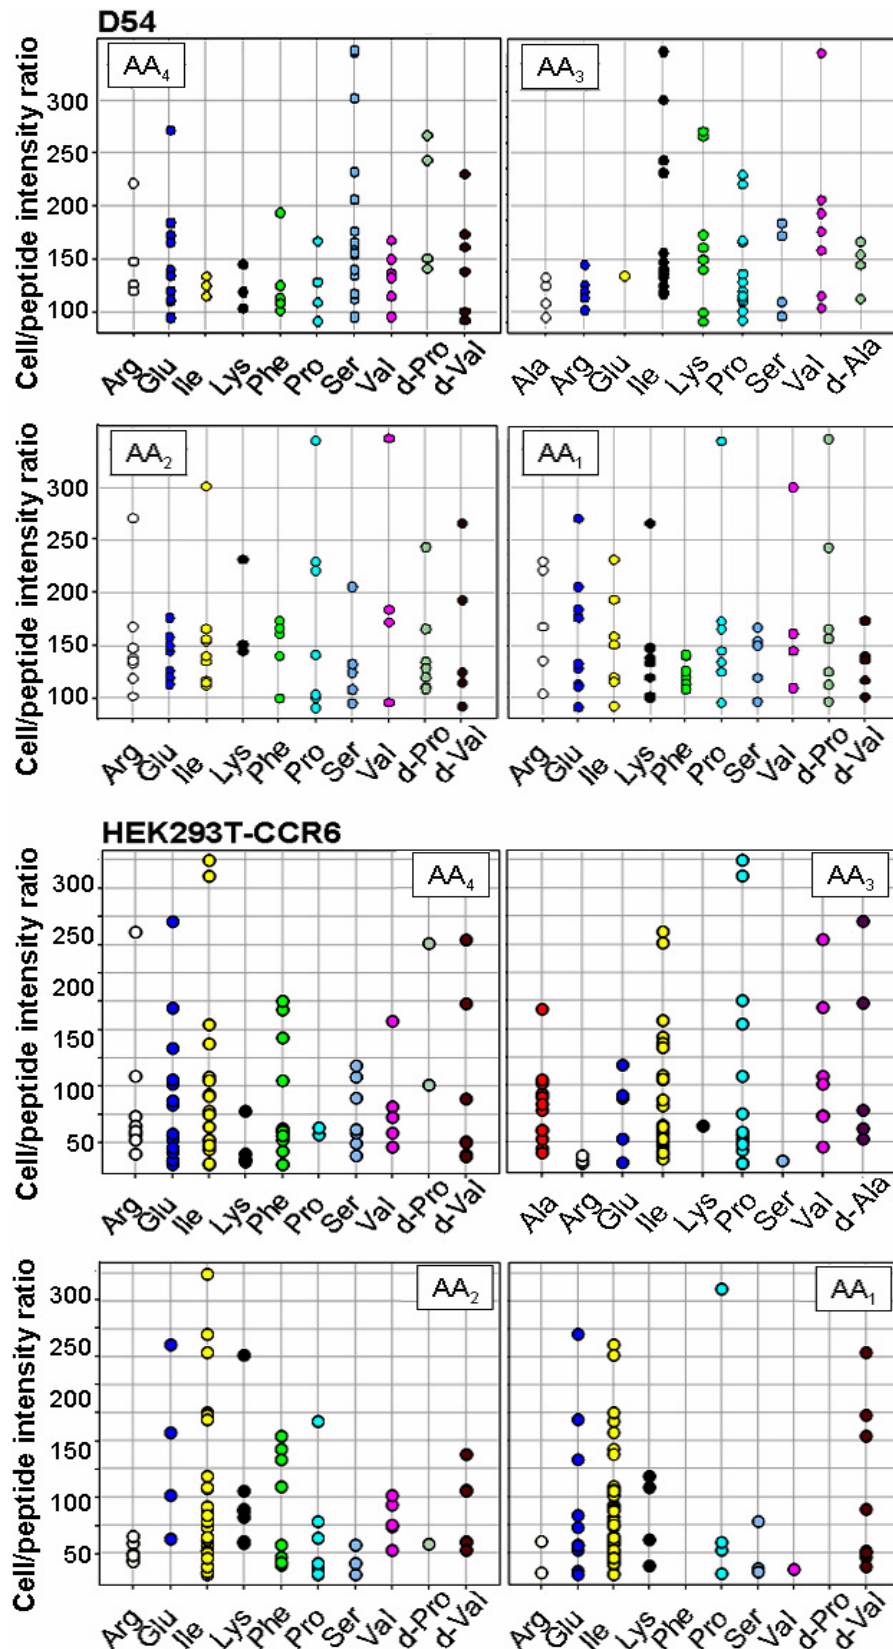 D54
Cell/peptide intensity ratio
AA4
300
250
200
150
100
Arg Glu Ile Lys Phe Pro Ser Val d-Pro d-Val
AA3
Ala Arg Glu Ile Lys Pro Ser Val d-Ala
Cell/peptide intensity ratio
AA2
300
250
200
150
100
Arg Glu Ile Lys Phe Pro Ser Val d-Pro d-Val
AA1
Arg Glu Ile Lys Phe Pro Ser Val d-Pro d-Val
HEK293T-CCR6
Cell/peptide intensity ratio
AA4
300
250
200
150
100
50
Arg Glu Ile Lys Phe Pro Ser Val d-Pro d-Val
AA3
Ala Arg Glu Ile Lys Pro Ser Val d-Ala
Cell/peptide intensity ratio
AA2
300
250
200
150
100
50
Arg Glu Ile Lys Phe Pro Ser Val d-Pro d-Val
AA1
Arg Glu Ile Lys Phe Pro Ser Val d-Pro d-Val